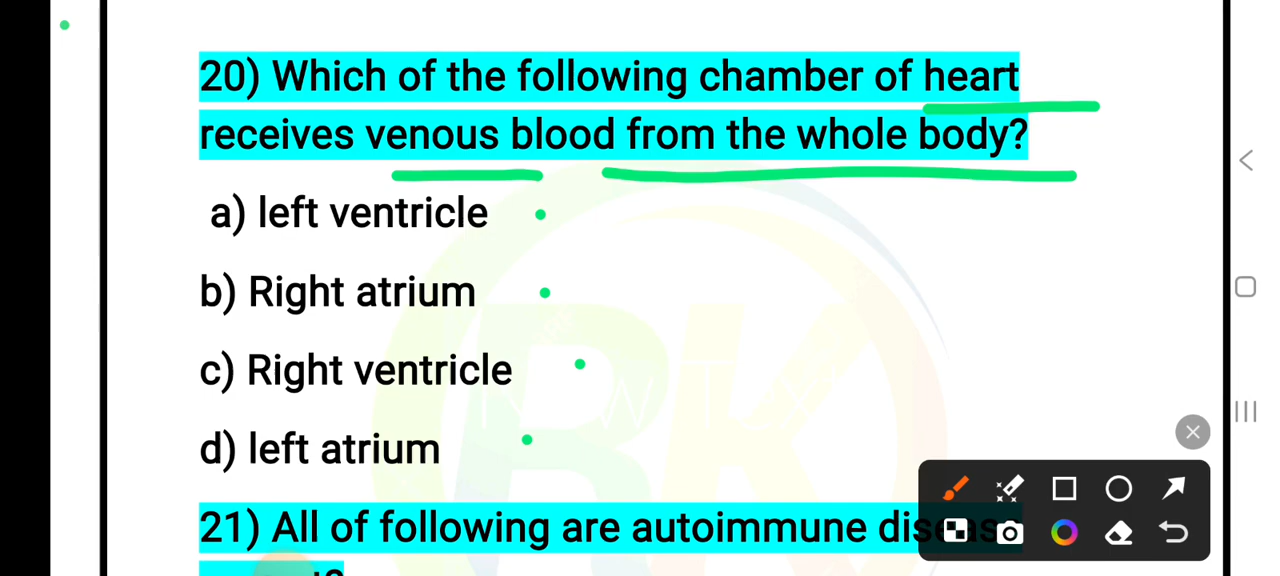 20) Which of the following chamber of heart
receives venous blood from the whole body?
a) left ventricle
b) Right atrium
c) Right ventricle
d) left atrium
21) All of following are autoimmune